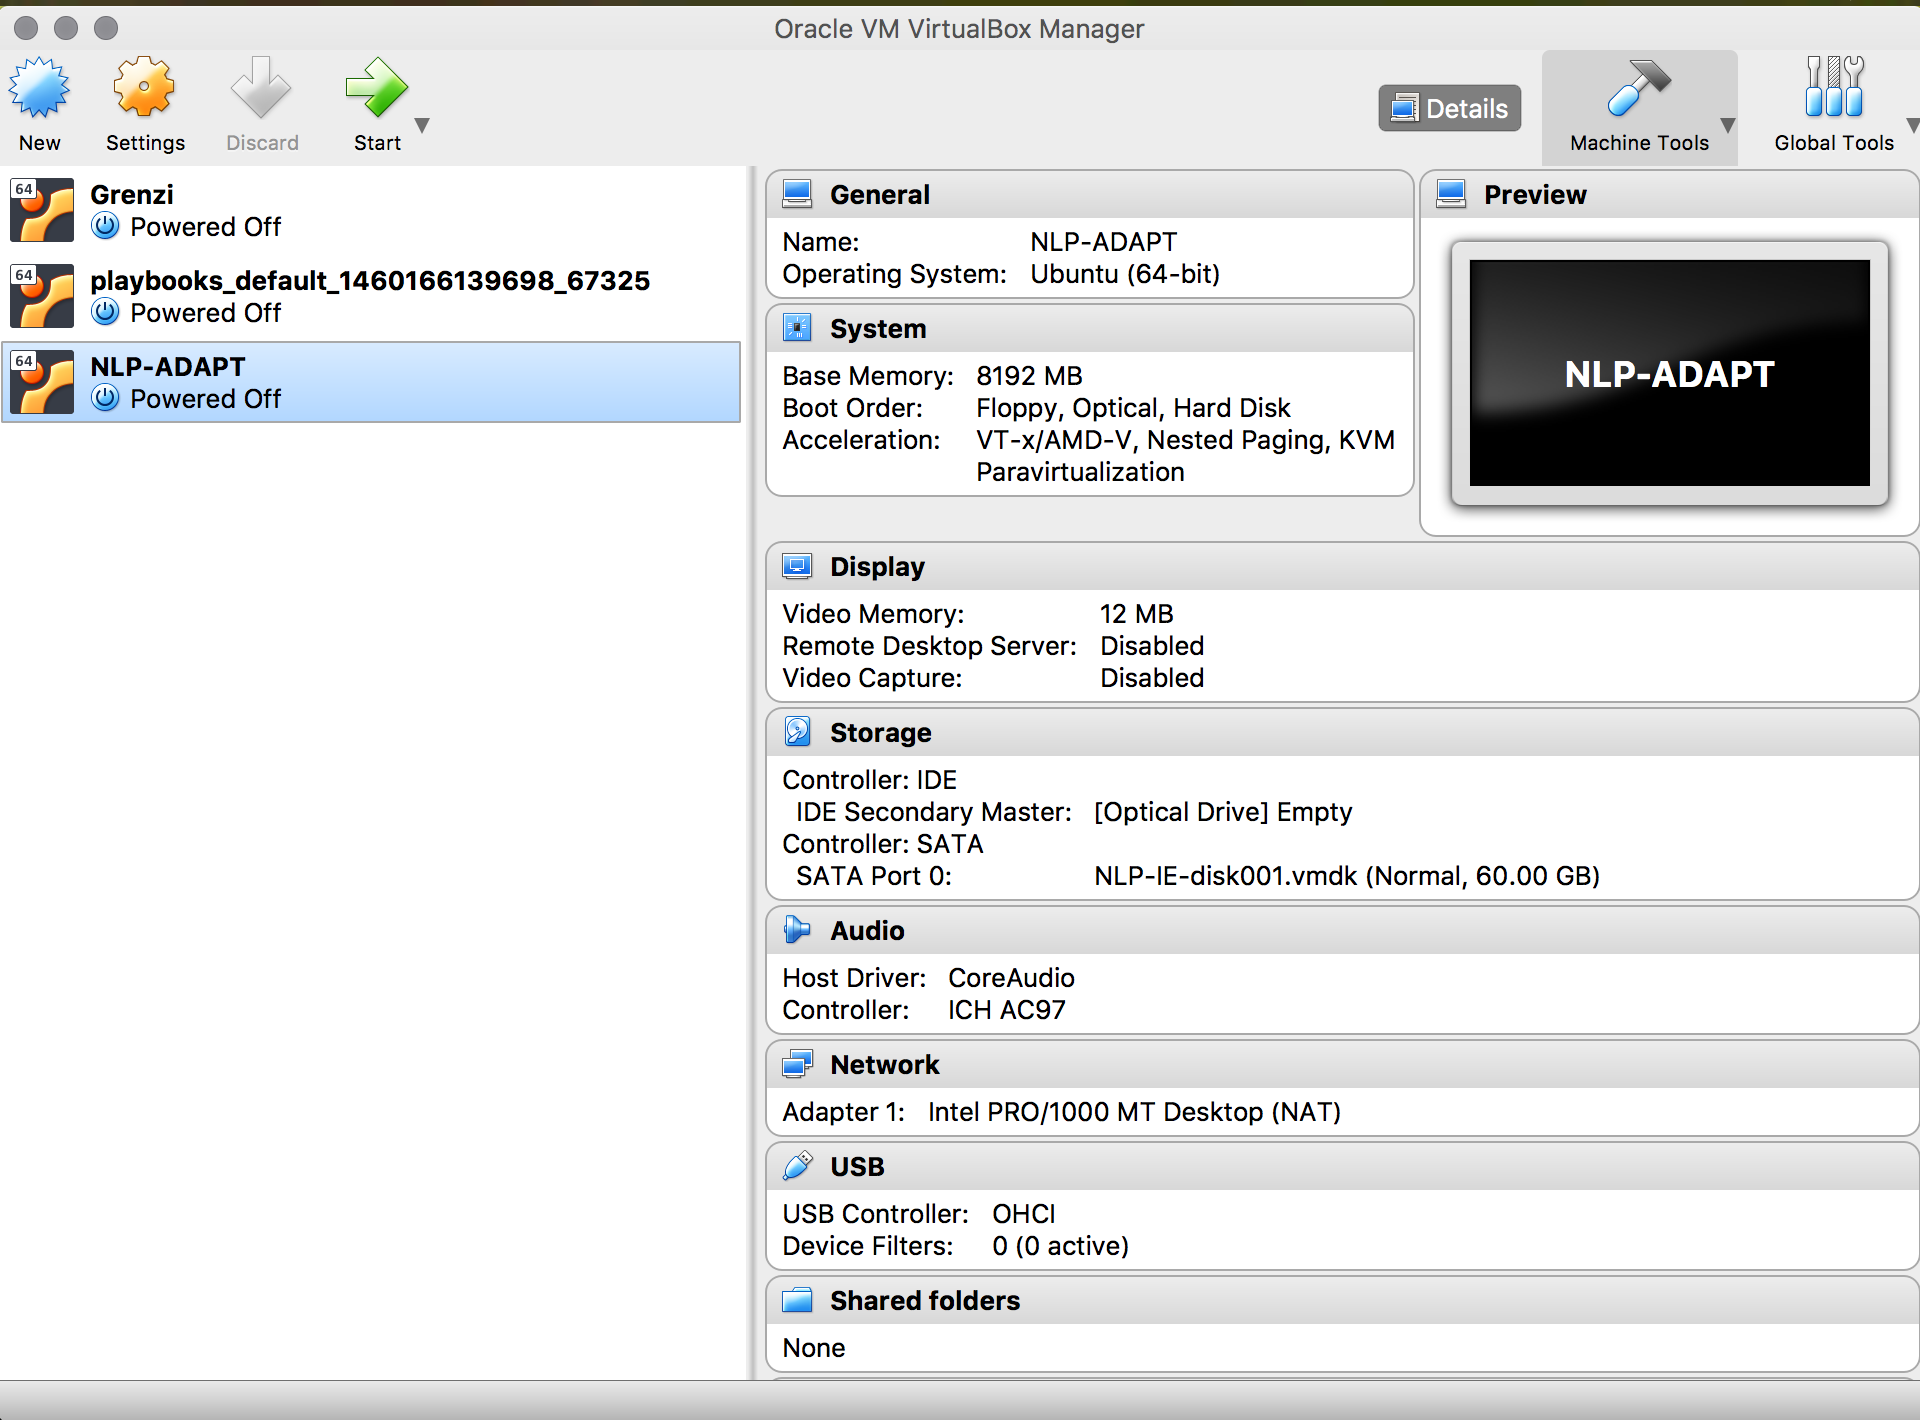 Oracle VM VirtualBox Manager
New
Settings
Discard
Start
Details
Machine Tools
Global Tools
64
Grenzi
Powered Off
64
playbooks_default_1460166139698_67325
Powered Off
64
NLP-ADAPT
Powered Off
General
Name: NLP-ADAPT
Operating System: Ubuntu (64-bit)
System
Base Memory: 8192 MB
Boot Order: Floppy, Optical, Hard Disk
Acceleration: VT-x/AMD-V, Nested Paging, KVM
Paravirtualization
Preview
NLP-ADAPT
Display
Video Memory: 12 MB
Remote Desktop Server: Disabled
Video Capture: Disabled
Storage
Controller: IDE
IDE Secondary Master: [Optical Drive] Empty
Controller: SATA
SATA Port 0: NLP-IE-disk001.vmdk (Normal, 60.00 GB)
Audio
Host Driver: CoreAudio
Controller: ICH AC97
Network
Adapter 1: Intel PRO/1000 MT Desktop (NAT)
USB
USB Controller: OHCI
Device Filters: 0 (0 active)
Shared folders
None